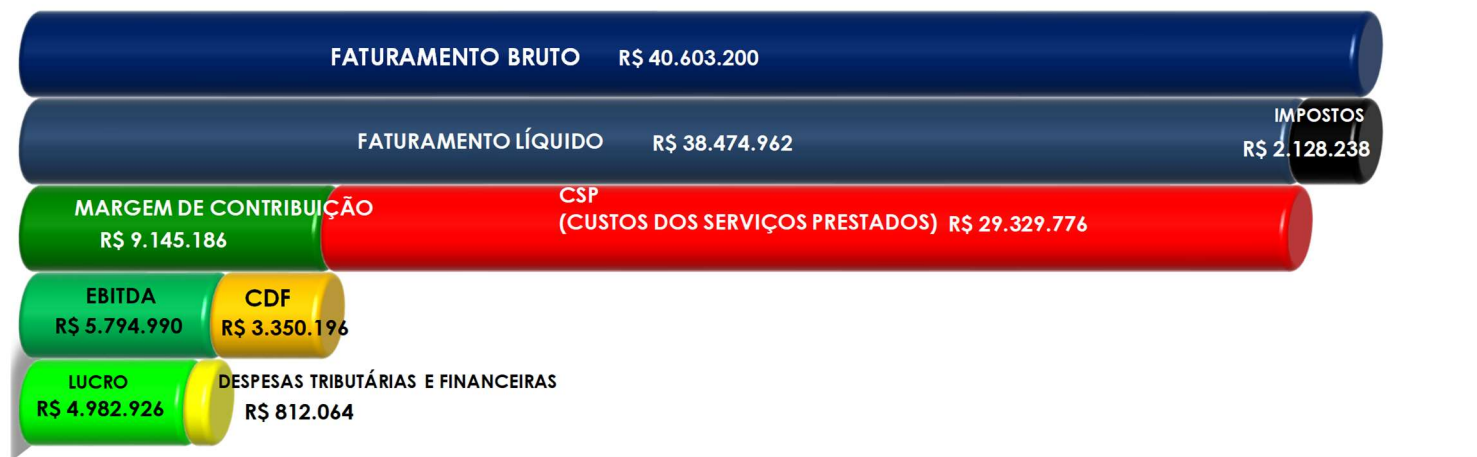 FATURAMENTO BRUTO R$ 40.603.200
IMPOSTOS
FATURAMENTO LÍQUIDO R$ 38.474.962 R$ 2.128.238
CSP
MARGEM DE CONTRIBUIÇÃO (CUSTOS DOS SERVIÇOS PRESTADOS) R$ 29.329.776
R$ 9.145.186
EBITDA CDF
R$ 5.794.990 R$ 3.350.196
LUCRO DESPESAS TRIBUTÁRIAS E FINANCEIRAS
R$ 4.982.926 R$ 812.064